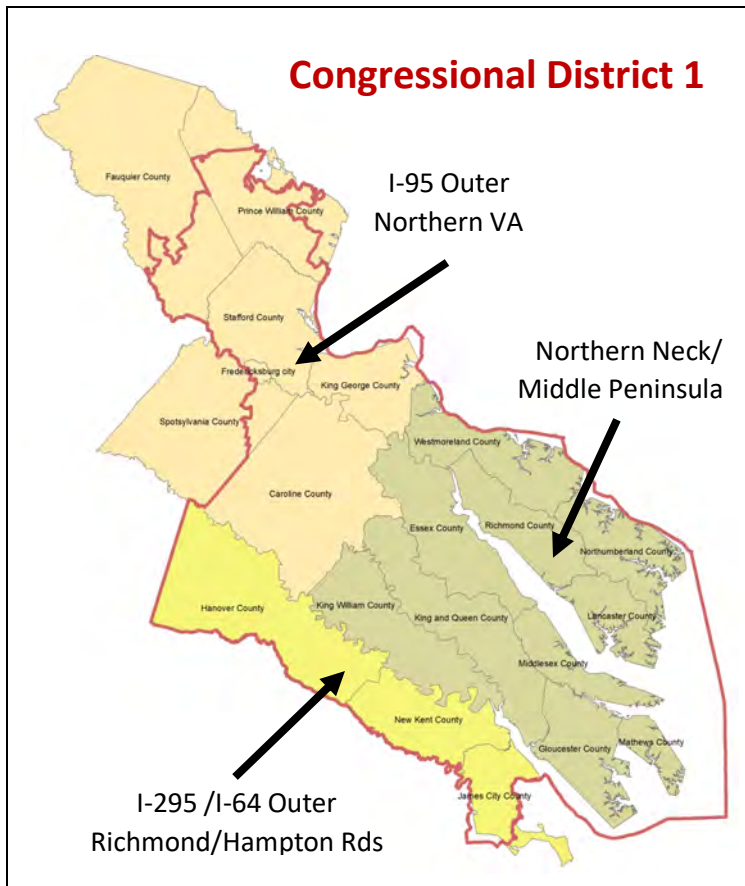 Congressional District 1
I-95 Outer
Northern VA
Fauquier County
Prince William County
Stafford County
Fredericksburg city
King George County
Northern Neck/
Middle Peninsula
Spotsylvania County
Westmoreland County
Caroline County
Essex County
Richmond County
Northumberland County
Hanover County
King William County
King and Queen County
Lancaster County
Middlesex County
New Kent County
Gloucester County
Mathews County
James City County
I-295 /I-64 Outer
Richmond/Hampton Rds